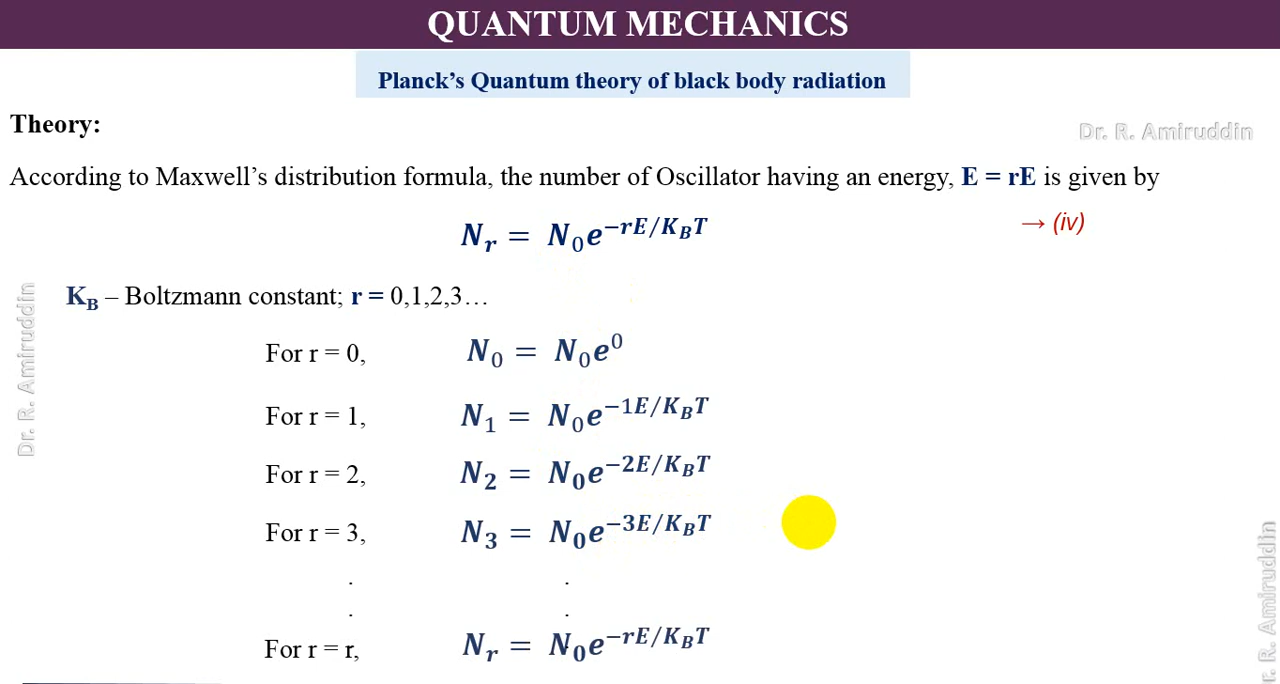 QUANTUM MECHANICS
Planck's Quantum theory of black body radiation
Theory:
Dr. R. Amiruddin
According to Maxwell's distribution formula, the number of Oscillator having an energy, E = rE is given by
N_r = N_0e^{-rE/K_BT} → (iv)
K_B – Boltzmann constant; r = 0,1,2,3…
For r = 0, N_0 = N_0e^0
For r = 1, N_1 = N_0e^{-1E/K_BT}
For r = 2, N_2 = N_0e^{-2E/K_BT}
For r = 3, N_3 = N_0e^{-3E/K_BT}
. .
. .
For r = r, N_r = N_0e^{-rE/K_BT}
Dr. R. Amiruddin
r. R. Amiruddin